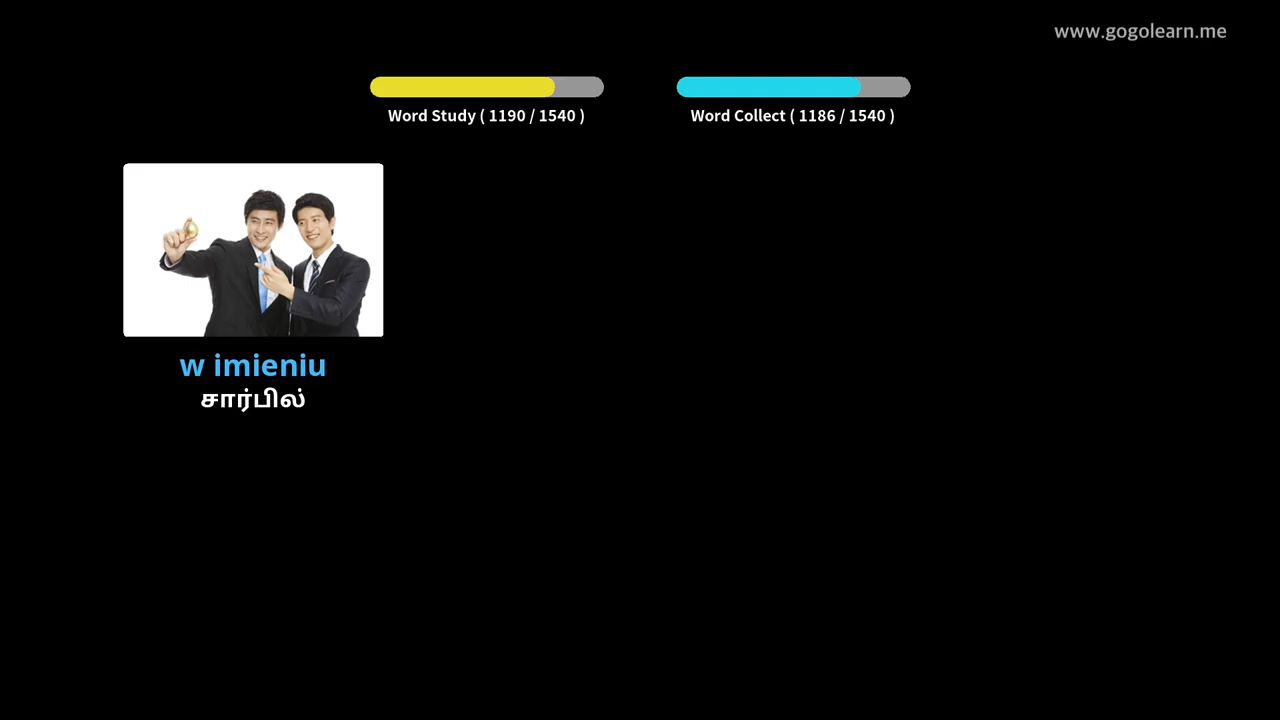 www.gogolearn.me
Word Study ( 1190 / 1540 )
Word Collect ( 1186 / 1540 )
w imieniu
சார்பில்